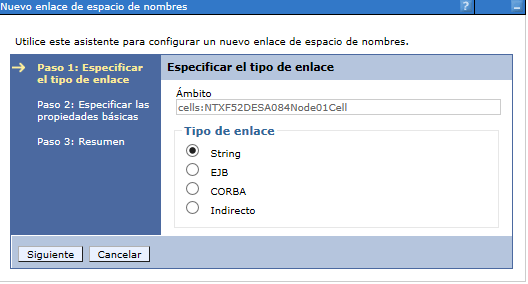 Nuevo enlace de espacio de nombres
? –
Utilice este asistente para configurar un nuevo enlace de espacio de nombres.
Paso 1: Especificar
el tipo de enlace
Paso 2: Especificar las
propiedades básicas
Paso 3: Resumen
Especificar el tipo de enlace
Ámbito
cells:NTXF52DESA084Node01Cell
Tipo de enlace
String
EJB
CORBA
Indirecto
Siguiente
Cancelar